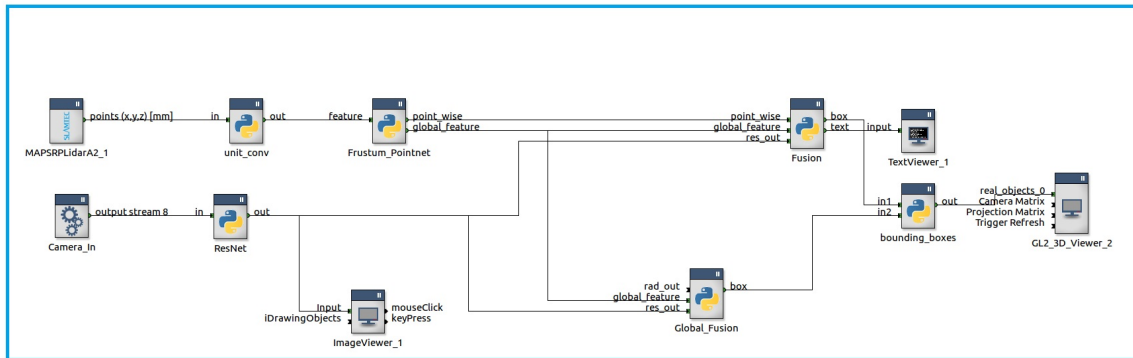 SLAMTEC
points (x,y,z) [mm]
MAPSRPLidarA2_1
in
out
unit_conv
feature
point_wise
global_feature
Frustum_Pointnet
point_wise
global_feature
res_out
box
text
Fusion
input
TextViewer_1
output stream 8
Camera_In
in
out
ResNet
in1
in2
out
bounding_boxes
real_objects_0
Camera Matrix
Projection Matrix
Trigger Refresh
GL2_3D_Viewer_2
Input
iDrawingObjects
mouseClick
keyPress
ImageViewer_1
rad_out
global_feature
res_out
box
Global_Fusion